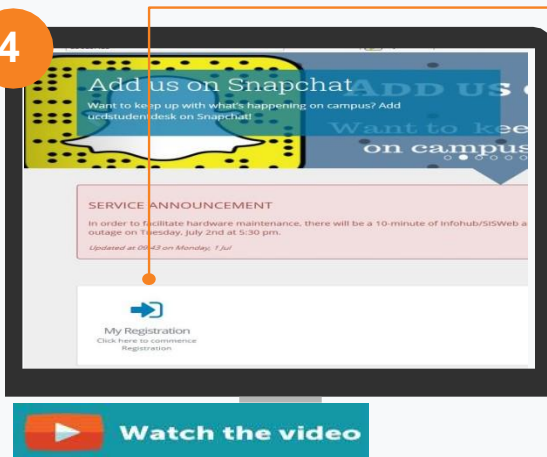 4
Add us on Snapchat
Want to keep up with what's happening on campus? Add
ucdstudentdesk on Snapchat!
ADD US
Want to kee
on campus
SERVICE ANNOUNCEMENT
In order to facilitate hardware maintenance, there will be a 10-minute of Infohub/SISWeb a
outage on Tuesday, July 2nd at 5:30 pm.
Updated at 09:43 on Monday, 1 Jul
My Registration
Click here to commence
Registration
Watch the video